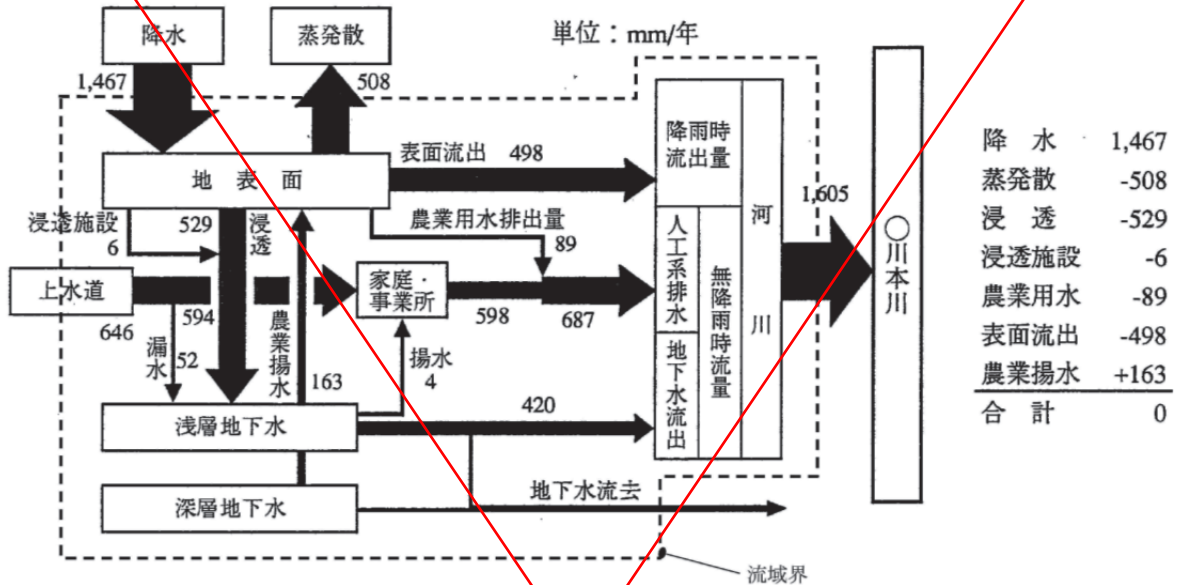 降水
蒸発散
単位：mm/年
1,467
508
地 表 面
表面流出 498
降雨時
流出量
1,605
浸透施設
6
529
浸透
農業用水排出量
89
人工系排水
無降雨時流量
河川
○川本川
上水道
646
594
漏水
52
農業揚水
163
家庭・
事業所
598
687
揚水
4
浅層地下水
420
地下水流出
深層地下水
地下水流去
流域界
降 水 1,467
蒸発散 -508
浸 透 -529
浸透施設 -6
農業用水 -89
表面流出 -498
農業揚水 +163
合 計 0